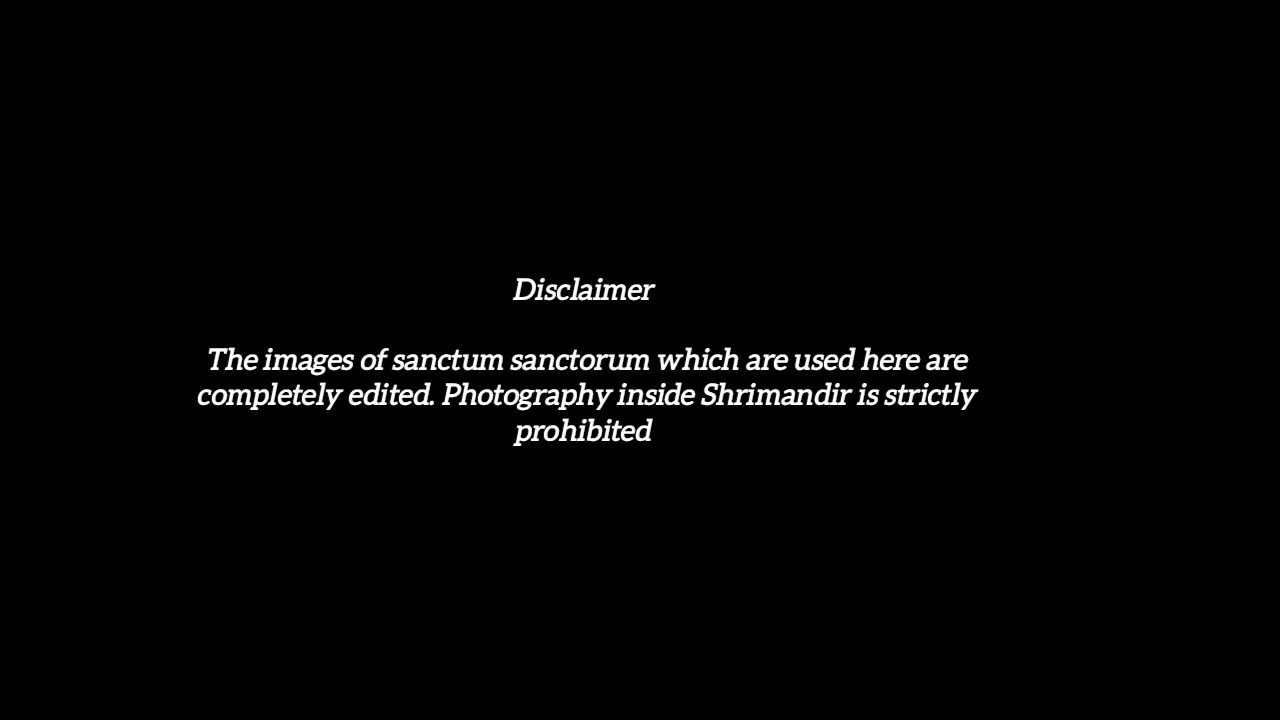 Disclaimer
The images of sanctum sanctorum which are used here are
completely edited. Photography inside Shrimandir is strictly
prohibited